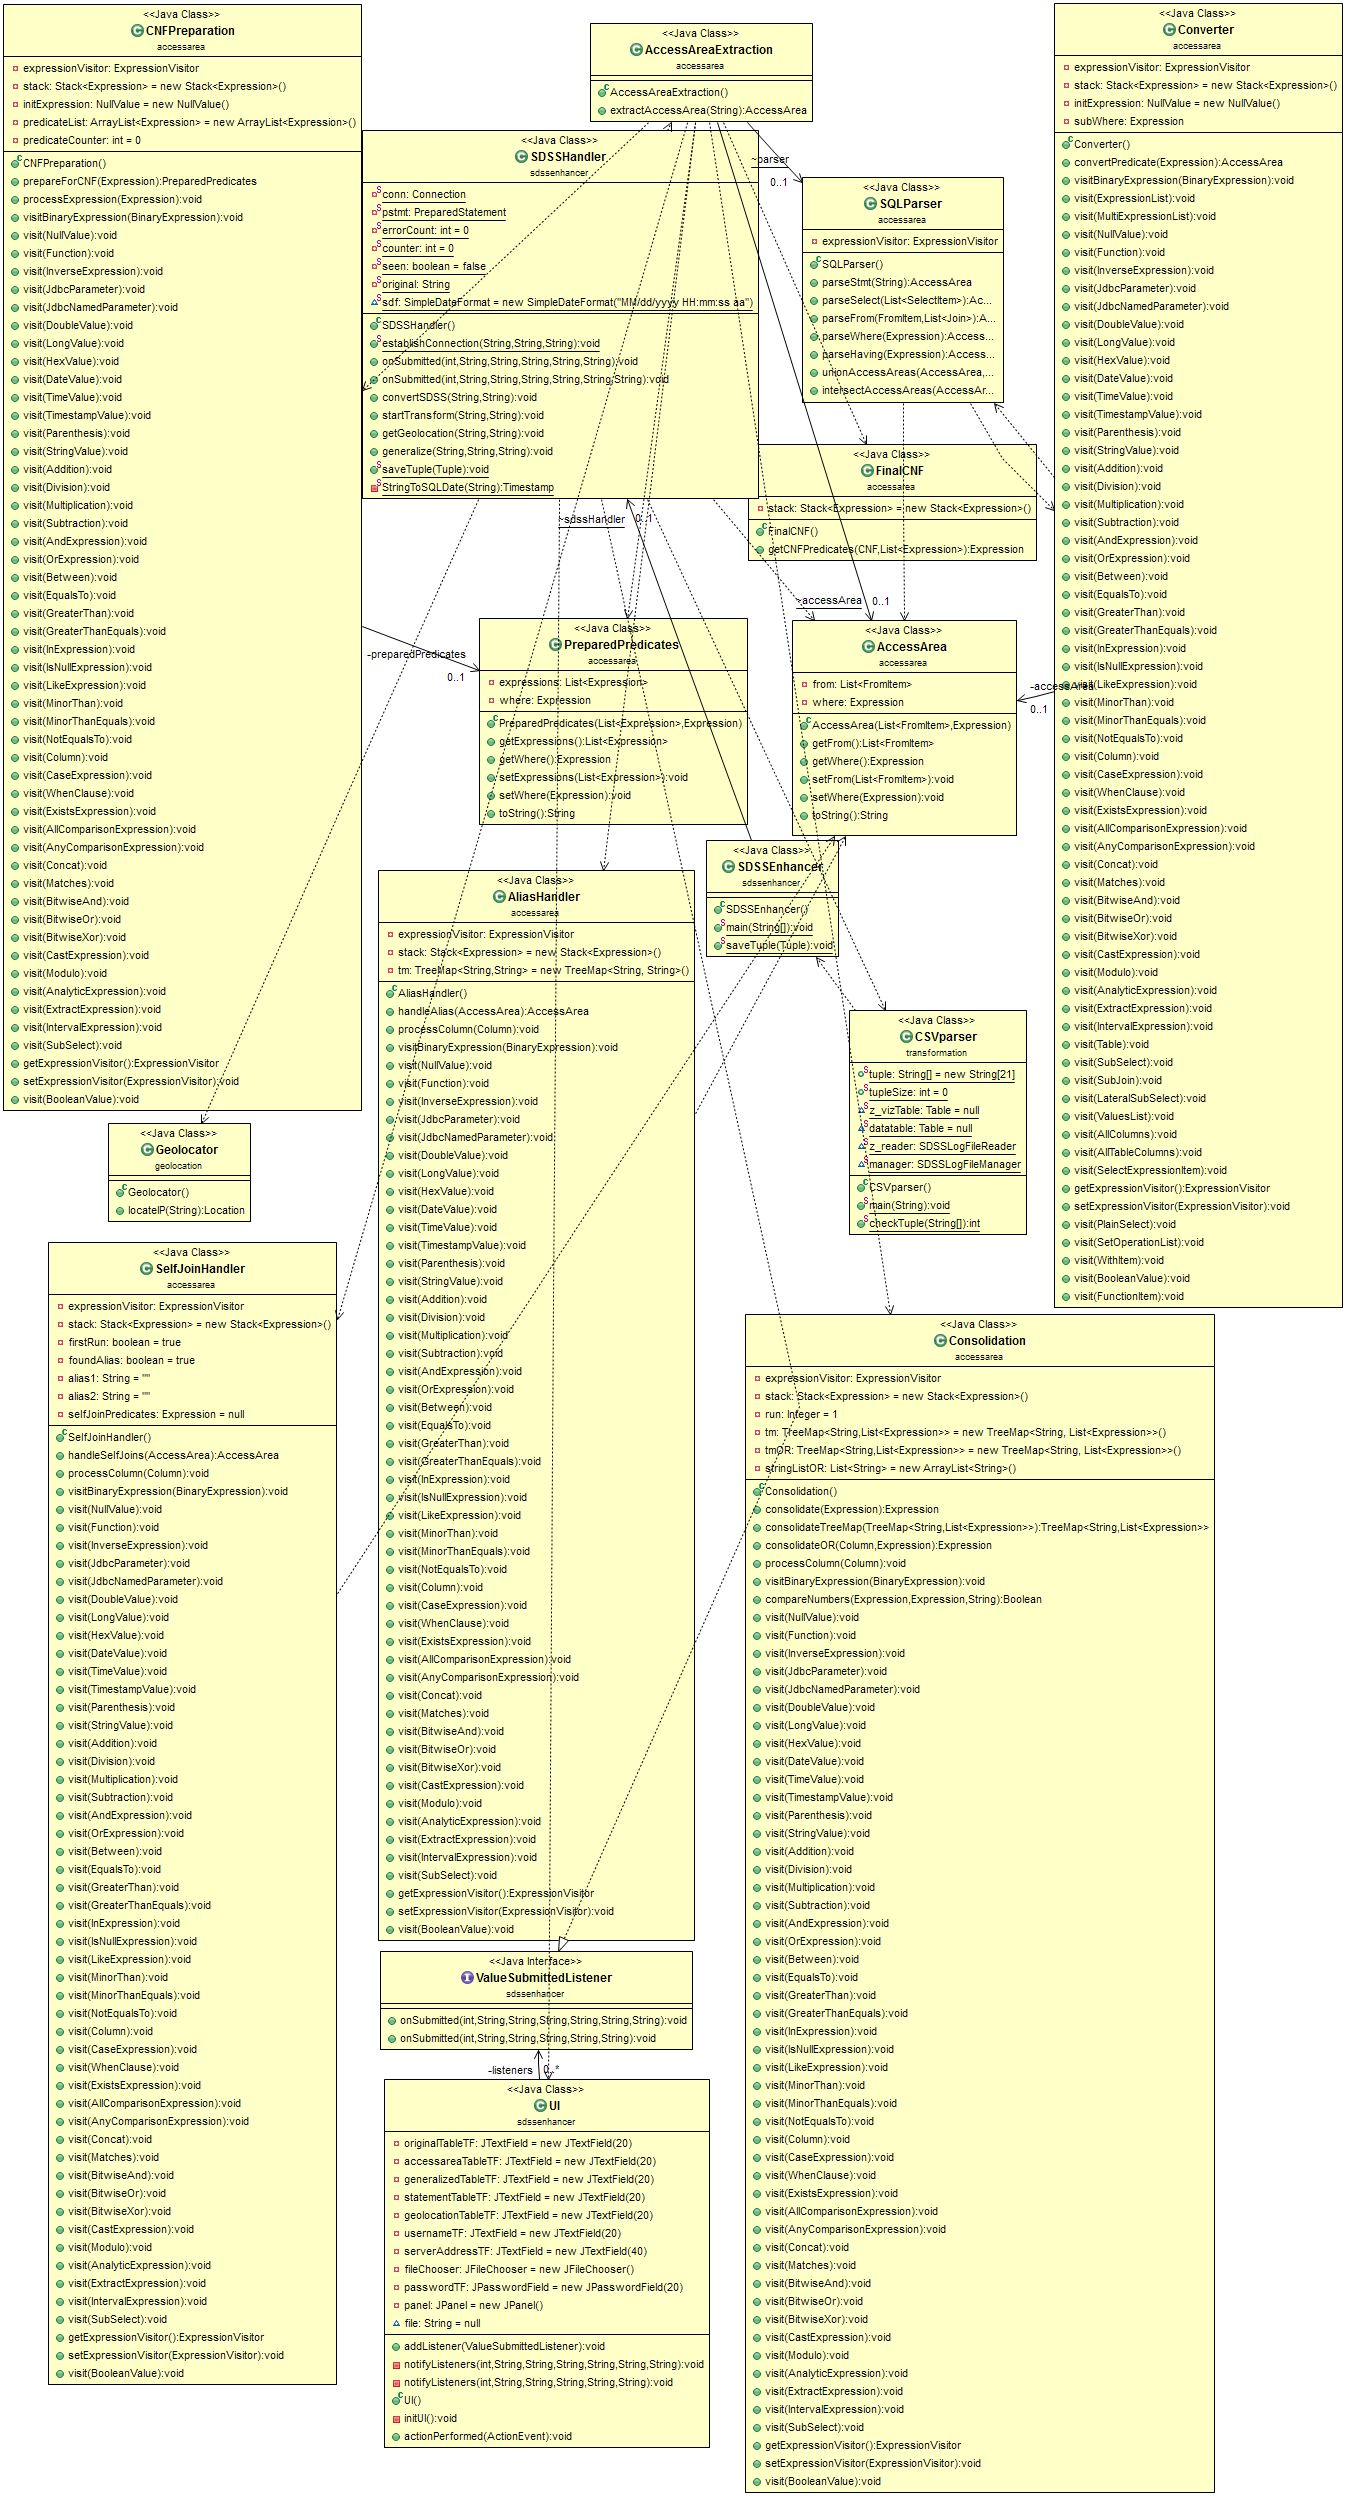 <<Java Class>>
CNFPreparation
accessarea
expressionVisitor: ExpressionVisitor
stack: Stack<Expression> = new Stack<Expression>()
initExpression: NullValue = new NullValue()
predicateList: ArrayList<Expression> = new ArrayList<Expression>()
predicateCounter: int = 0
CNFPreparation()
prepareForCNF(Expression):PreparedPredicates
processExpression(Expression):void
visitBinaryExpression(BinaryExpression):void
visit(NullValue):void
visit(Function):void
visit(InverseExpression):void
visit(JdbcParameter):void
visit(JdbcNamedParameter):void
visit(DoubleValue):void
visit(LongValue):void
visit(HexValue):void
visit(DateValue):void
visit(TimeValue):void
visit(TimestampValue):void
visit(Parenthesis):void
visit(StringValue):void
visit(Addition):void
visit(Division):void
visit(Multiplication):void
visit(Subtraction):void
visit(AndExpression):void
visit(OrExpression):void
visit(Between):void
visit(EqualsTo):void
visit(GreaterThan):void
visit(GreaterThanEquals):void
visit(InExpression):void
visit(IsNullExpression):void
visit(LikeExpression):void
visit(MinorThan):void
visit(MinorThanEquals):void
visit(NotEqualsTo):void
visit(Column):void
visit(CaseExpression):void
visit(WhenClause):void
visit(ExistsExpression):void
visit(AllComparisonExpression):void
visit(AnyComparisonExpression):void
visit(Concat):void
visit(Matches):void
visit(BitwiseAnd):void
visit(BitwiseOr):void
visit(BitwiseXor):void
visit(CastExpression):void
visit(Modulo):void
visit(AnalyticExpression):void
visit(ExtractExpression):void
visit(IntervalExpression):void
visit(SubSelect):void
getExpressionVisitor():ExpressionVisitor
setExpressionVisitor(ExpressionVisitor):void
visit(BooleanValue):void
<<Java Class>>
AccessAreaExtraction
accessarea
AccessAreaExtraction()
extractAccessArea(String):AccessArea
<<Java Class>>
SDSSHandler
sdssenhancer
conn: Connection
pstmt: PreparedStatement
errorCount: int = 0
counter: int = 0
seen: boolean = false
original: String
sdf: SimpleDateFormat = new SimpleDateFormat("MM/dd/yyyy HH:mm:ss aa")
SDSSHandler()
establishConnection(String,String,String):void
onSubmitted(int,String,String,String,String,String):void
onSubmitted(int,String,String,String,String,String,String):void
convertSDSS(String,String):void
startTransform(String,String):void
getGeolocation(String,String):void
generalize(String,String,String):void
saveTuple(Tuple):void
StringToSQLDate(String):Timestamp
~parser
0..1
<<Java Class>>
SQLParser
accessarea
expressionVisitor: ExpressionVisitor
SQLParser()
parseStmt(String):AccessArea
parseSelect(List<SelectItem>):Ac...
parseFrom(FromItem,List<Join>):A...
parseWhere(Expression):Access...
parseHaving(Expression):Access...
unionAccessAreas(AccessArea,...
intersectAccessAreas(AccessAr...
<<Java Class>>
FinalCNF
accessarea
stack: Stack<Expression> = new Stack<Expression>()
FinalCNF()
getCNFPredicates(CNF,List<Expression>):Expression
<<Java Class>>
Converter
accessarea
expressionVisitor: ExpressionVisitor
stack: Stack<Expression> = new Stack<Expression>()
initExpression: NullValue = new NullValue()
subWhere: Expression
Converter()
convertPredicate(Expression):AccessArea
visitBinaryExpression(BinaryExpression):void
visit(ExpressionList):void
visit(MultiExpressionList):void
visit(NullValue):void
visit(Function):void
visit(InverseExpression):void
visit(JdbcParameter):void
visit(JdbcNamedParameter):void
visit(DoubleValue):void
visit(LongValue):void
visit(HexValue):void
visit(DateValue):void
visit(TimeValue):void
visit(TimestampValue):void
visit(Parenthesis):void
visit(StringValue):void
visit(Addition):void
visit(Division):void
visit(Multiplication):void
visit(Subtraction):void
visit(AndExpression):void
visit(OrExpression):void
visit(Between):void
visit(EqualsTo):void
visit(GreaterThan):void
visit(GreaterThanEquals):void
visit(InExpression):void
visit(IsNullExpression):void
visit(LikeExpression):void
visit(MinorThan):void
visit(MinorThanEquals):void
visit(NotEqualsTo):void
visit(Column):void
visit(CaseExpression):void
visit(WhenClause):void
visit(ExistsExpression):void
visit(AllComparisonExpression):void
visit(AnyComparisonExpression):void
visit(Concat):void
visit(Matches):void
visit(BitwiseAnd):void
visit(BitwiseOr):void
visit(BitwiseXor):void
visit(CastExpression):void
visit(Modulo):void
visit(AnalyticExpression):void
visit(ExtractExpression):void
visit(IntervalExpression):void
visit(Table):void
visit(SubSelect):void
visit(SubJoin):void
visit(LateralSubSelect):void
visit(ValuesList):void
visit(AllColumns):void
visit(AllTableColumns):void
visit(SelectExpressionItem):void
getExpressionVisitor():ExpressionVisitor
setExpressionVisitor(ExpressionVisitor):void
visit(PlainSelect):void
visit(SetOperationList):void
visit(WithItem):void
visit(BooleanValue):void
visit(FunctionItem):void
~sdssHandler
0..1
~accessArea
0..1
-preparedPredicates
0..1
<<Java Class>>
PreparedPredicates
accessarea
expressions: List<Expression>
where: Expression
PreparedPredicates(List<Expression>,Expression)
getExpressions():List<Expression>
getWhere():Expression
setExpressions(List<Expression>):void
setWhere(Expression):void
toString():String
<<Java Class>>
AccessArea
accessarea
from: List<FromItem>
where: Expression
AccessArea(List<FromItem>,Expression)
getFrom():List<FromItem>
getWhere():Expression
setFrom(List<FromItem>):void
setWhere(Expression):void
toString():String
-accessArea
0..1
<<Java Class>>
SDSSEnhancer
sdssenhancer
SDSSEnhancer()
main(String[]):void
saveTuple(Tuple):void
<<Java Class>>
AliasHandler
accessarea
expressionVisitor: ExpressionVisitor
stack: Stack<Expression> = new Stack<Expression>()
tm: TreeMap<String,String> = new TreeMap<String, String>()
AliasHandler()
handleAlias(AccessArea):AccessArea
processColumn(Column):void
visitBinaryExpression(BinaryExpression):void
visit(NullValue):void
visit(Function):void
visit(InverseExpression):void
visit(JdbcParameter):void
visit(JdbcNamedParameter):void
visit(DoubleValue):void
visit(LongValue):void
visit(HexValue):void
visit(DateValue):void
visit(TimeValue):void
visit(TimestampValue):void
visit(Parenthesis):void
visit(StringValue):void
visit(Addition):void
visit(Division):void
visit(Multiplication):void
visit(Subtraction):void
visit(AndExpression):void
visit(OrExpression):void
visit(Between):void
visit(EqualsTo):void
visit(GreaterThan):void
visit(GreaterThanEquals):void
visit(InExpression):void
visit(IsNullExpression):void
visit(LikeExpression):void
visit(MinorThan):void
visit(MinorThanEquals):void
visit(NotEqualsTo):void
visit(Column):void
visit(CaseExpression):void
visit(WhenClause):void
visit(ExistsExpression):void
visit(AllComparisonExpression):void
visit(AnyComparisonExpression):void
visit(Concat):void
visit(Matches):void
visit(BitwiseAnd):void
visit(BitwiseOr):void
visit(BitwiseXor):void
visit(CastExpression):void
visit(Modulo):void
visit(AnalyticExpression):void
visit(ExtractExpression):void
visit(IntervalExpression):void
visit(SubSelect):void
getExpressionVisitor():ExpressionVisitor
setExpressionVisitor(ExpressionVisitor):void
visit(BooleanValue):void
<<Java Class>>
CSVparser
transformation
tuple: String[] = new String[21]
tupleSize: int = 0
z_vizTable: Table = null
datatable: Table = null
z_reader: SDSSLogFileReader
manager: SDSSLogFileManager
CSVparser()
main(String):void
checkTuple(String[]):int
<<Java Class>>
Geolocator
geolocation
Geolocator()
locateIP(String):Location
<<Java Class>>
SelfJoinHandler
accessarea
expressionVisitor: ExpressionVisitor
stack: Stack<Expression> = new Stack<Expression>()
firstRun: boolean = true
foundAlias: boolean = true
alias1: String = ""
alias2: String = ""
selfJoinPredicates: Expression = null
SelfJoinHandler()
handleSelfJoins(AccessArea):AccessArea
processColumn(Column):void
visitBinaryExpression(BinaryExpression):void
visit(NullValue):void
visit(Function):void
visit(InverseExpression):void
visit(JdbcParameter):void
visit(JdbcNamedParameter):void
visit(DoubleValue):void
visit(LongValue):void
visit(HexValue):void
visit(DateValue):void
visit(TimeValue):void
visit(TimestampValue):void
visit(Parenthesis):void
visit(StringValue):void
visit(Addition):void
visit(Division):void
visit(Multiplication):void
visit(Subtraction):void
visit(AndExpression):void
visit(OrExpression):void
visit(Between):void
visit(EqualsTo):void
visit(GreaterThan):void
visit(GreaterThanEquals):void
visit(InExpression):void
visit(IsNullExpression):void
visit(LikeExpression):void
visit(MinorThan):void
visit(MinorThanEquals):void
visit(NotEqualsTo):void
visit(Column):void
visit(CaseExpression):void
visit(WhenClause):void
visit(ExistsExpression):void
visit(AllComparisonExpression):void
visit(AnyComparisonExpression):void
visit(Concat):void
visit(Matches):void
visit(BitwiseAnd):void
visit(BitwiseOr):void
visit(BitwiseXor):void
visit(CastExpression):void
visit(Modulo):void
visit(AnalyticExpression):void
visit(ExtractExpression):void
visit(IntervalExpression):void
visit(SubSelect):void
getExpressionVisitor():ExpressionVisitor
setExpressionVisitor(ExpressionVisitor):void
visit(BooleanValue):void
<<Java Class>>
Consolidation
accessarea
expressionVisitor: ExpressionVisitor
stack: Stack<Expression> = new Stack<Expression>()
run: Integer = 1
tm: TreeMap<String,List<Expression>> = new TreeMap<String, List<Expression>>()
tmOR: TreeMap<String,List<Expression>> = new TreeMap<String, List<Expression>>()
stringListOR: List<String> = new ArrayList<String>()
Consolidation()
consolidate(Expression):Expression
consolidateTreeMap(TreeMap<String,List<Expression>>):TreeMap<String,List<Expression>>
consolidateOR(Column,Expression):Expression
processColumn(Column):void
visitBinaryExpression(BinaryExpression):void
compareNumbers(Expression,Expression,String):Boolean
visit(NullValue):void
visit(Function):void
visit(InverseExpression):void
visit(JdbcParameter):void
visit(JdbcNamedParameter):void
visit(DoubleValue):void
visit(LongValue):void
visit(HexValue):void
visit(DateValue):void
visit(TimeValue):void
visit(TimestampValue):void
visit(Parenthesis):void
visit(StringValue):void
visit(Addition):void
visit(Division):void
visit(Multiplication):void
visit(Subtraction):void
visit(AndExpression):void
visit(OrExpression):void
visit(Between):void
visit(EqualsTo):void
visit(GreaterThan):void
visit(GreaterThanEquals):void
visit(InExpression):void
visit(IsNullExpression):void
visit(LikeExpression):void
visit(MinorThan):void
visit(MinorThanEquals):void
visit(NotEqualsTo):void
visit(Column):void
visit(CaseExpression):void
visit(WhenClause):void
visit(ExistsExpression):void
visit(AllComparisonExpression):void
visit(AnyComparisonExpression):void
visit(Concat):void
visit(Matches):void
visit(BitwiseAnd):void
visit(BitwiseOr):void
visit(BitwiseXor):void
visit(CastExpression):void
visit(Modulo):void
visit(AnalyticExpression):void
visit(ExtractExpression):void
visit(IntervalExpression):void
visit(SubSelect):void
getExpressionVisitor():ExpressionVisitor
setExpressionVisitor(ExpressionVisitor):void
visit(BooleanValue):void
<<Java Interface>>
ValueSubmittedListener
sdssenhancer
onSubmitted(int,String,String,String,String,String,String):void
onSubmitted(int,String,String,String,String,String):void
-listeners
0..*
<<Java Class>>
UI
sdssenhancer
originalTableTF: JTextField = new JTextField(20)
accessareaTableTF: JTextField = new JTextField(20)
generalizedTableTF: JTextField = new JTextField(20)
statementTableTF: JTextField = new JTextField(20)
geolocationTableTF: JTextField = new JTextField(20)
usernameTF: JTextField = new JTextField(20)
serverAddressTF: JTextField = new JTextField(40)
fileChooser: JFileChooser = new JFileChooser()
passwordTF: JPasswordField = new JPasswordField(20)
panel: JPanel = new JPanel()
file: String = null
addListener(ValueSubmittedListener):void
notifyListeners(int,String,String,String,String,String,String):void
notifyListeners(int,String,String,String,String,String):void
UI()
initUI():void
actionPerformed(ActionEvent):void